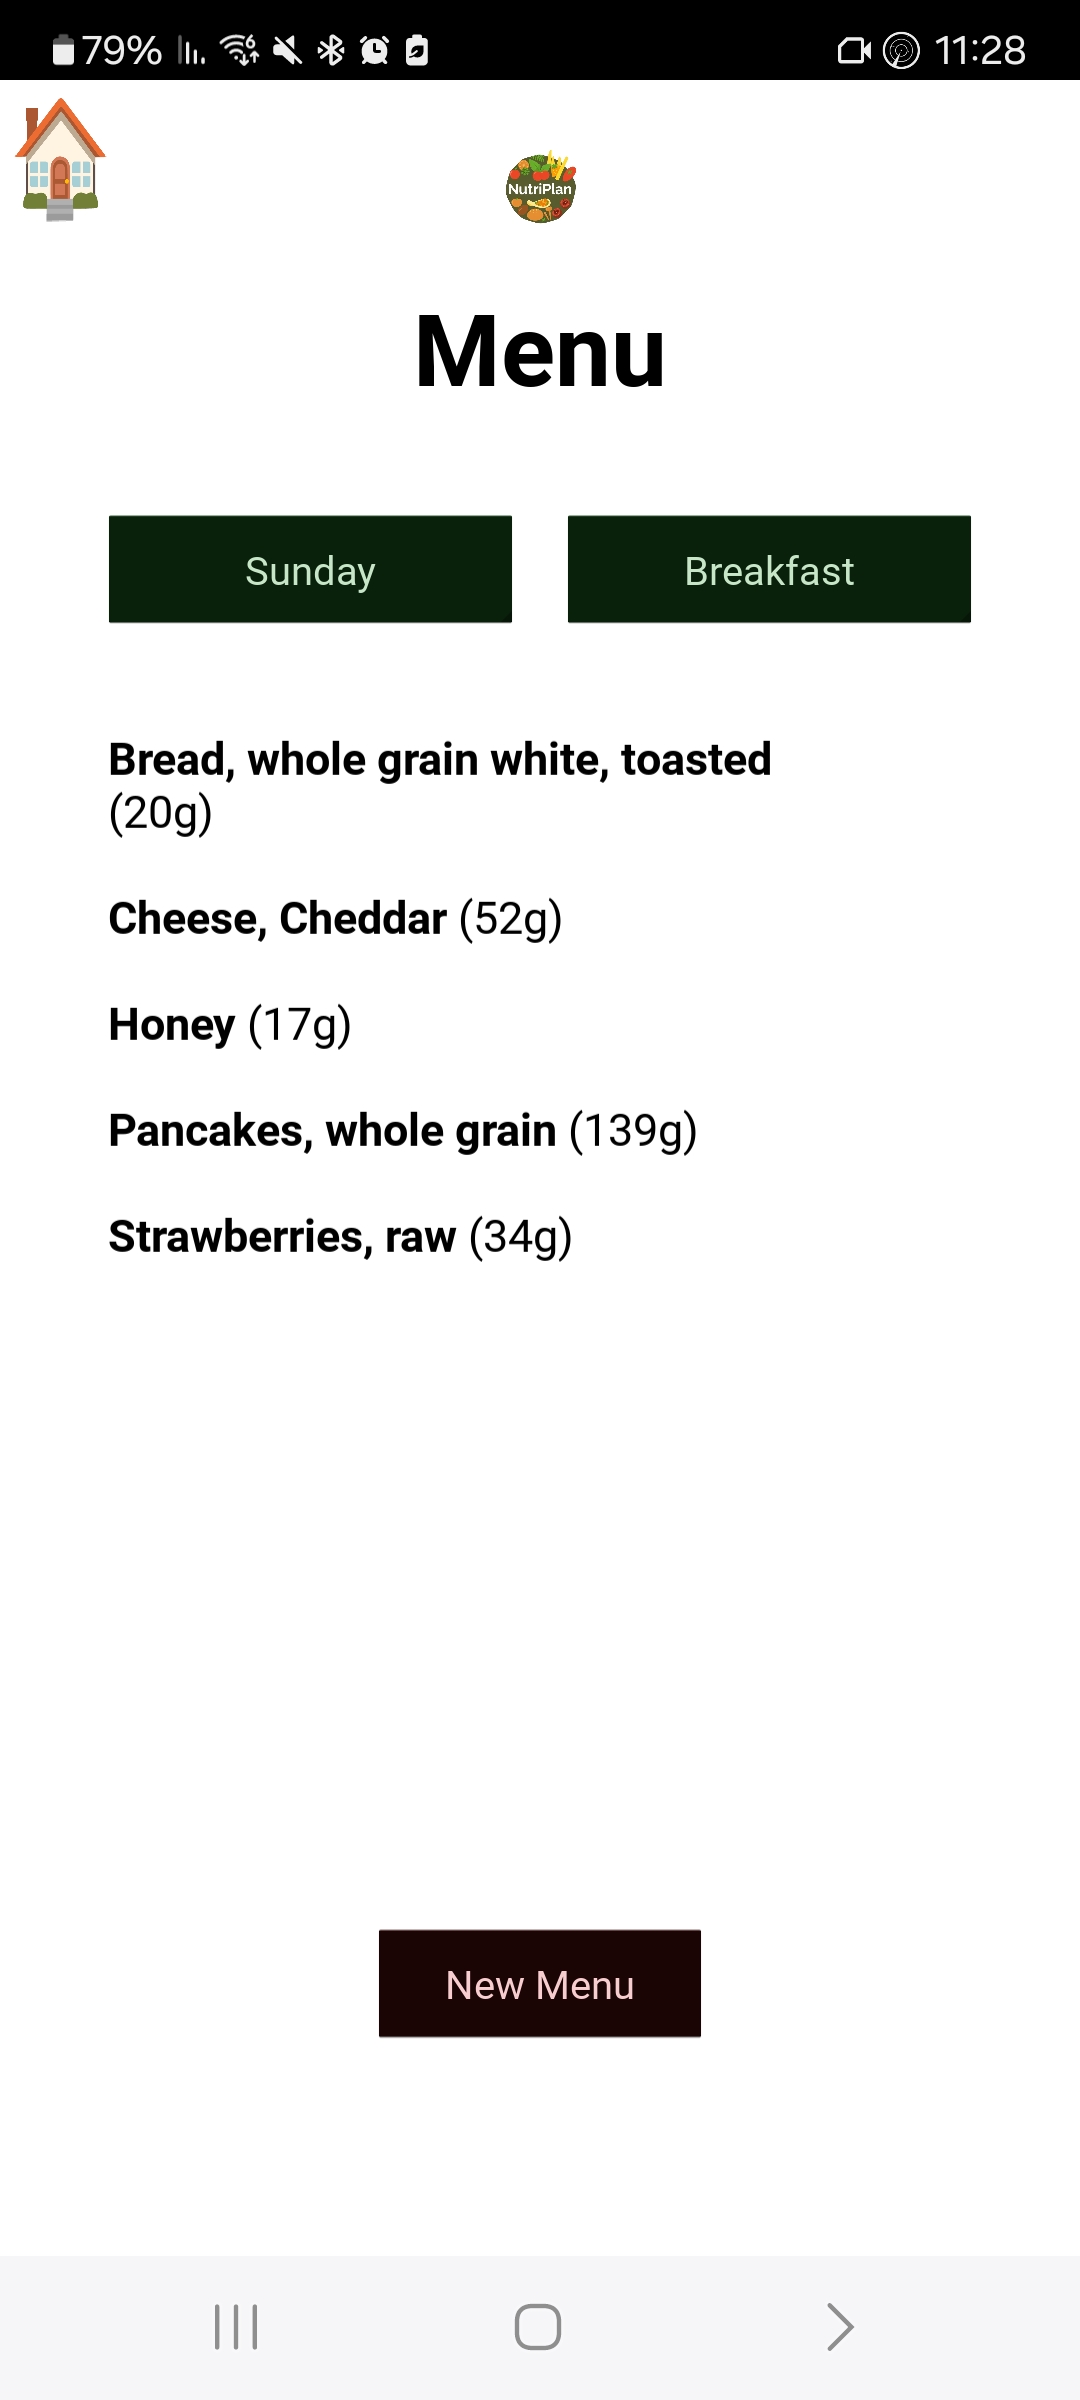 79% 11:28
NutriPlan
Menu
Sunday Breakfast
Bread, whole grain white, toasted
(20g)
Cheese, Cheddar (52g)
Honey (17g)
Pancakes, whole grain (139g)
Strawberries, raw (34g)
New Menu